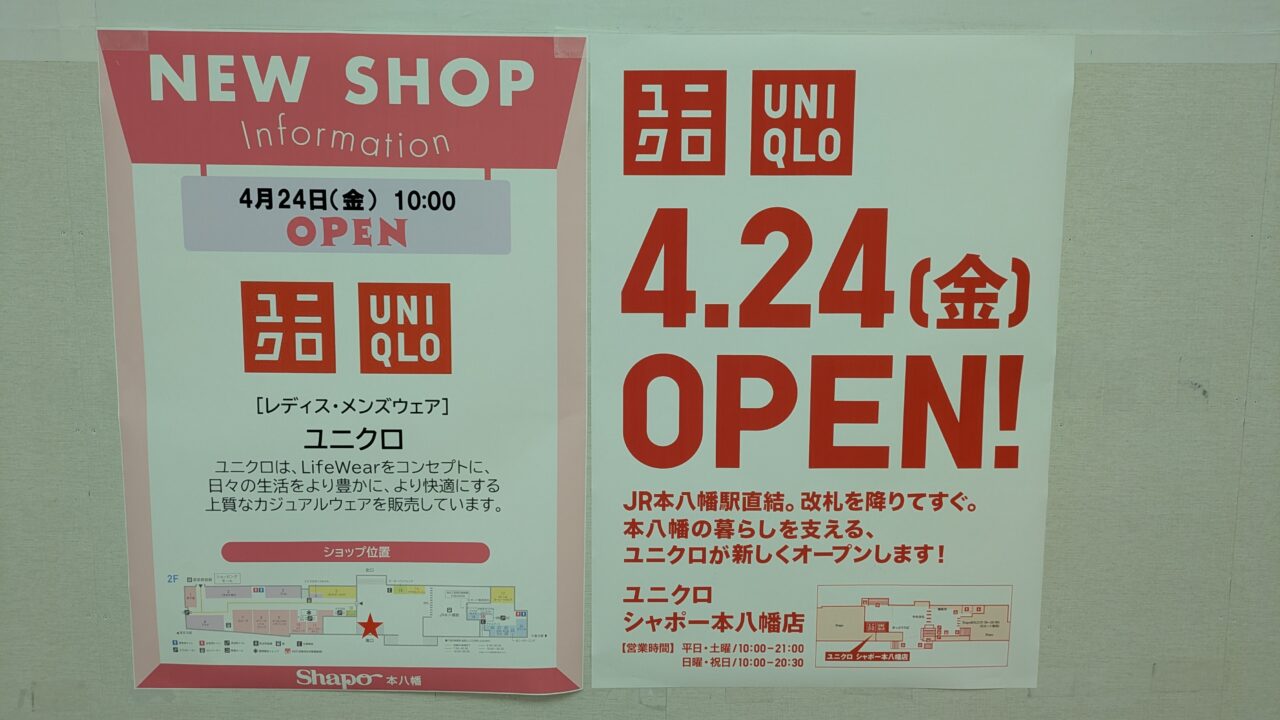 NEW SHOP
Information
4月24日(金) 10:00
OPEN
ユニ
クロ
UNI
QLO
[レディス・メンズウェア]
ユニクロ
ユニクロは、LifeWearをコンセプトに、
日々の生活をより豊かに、より快適にする
上質なカジュアルウェアを販売しています。
ショップ位置
2F
Shapo 本八幡
ユニ
クロ
UNI
QLO
4.24(金)
OPEN!
JR本八幡駅直結。改札を降りてすぐ。
本八幡の暮らしを支える、
ユニクロが新しくオープンします!
ユニクロ
シャポー本八幡店
【営業時間】 平日・土曜/10:00-21:00
日曜・祝日/10:00-20:30
ユニクロ シャポー本八幡店